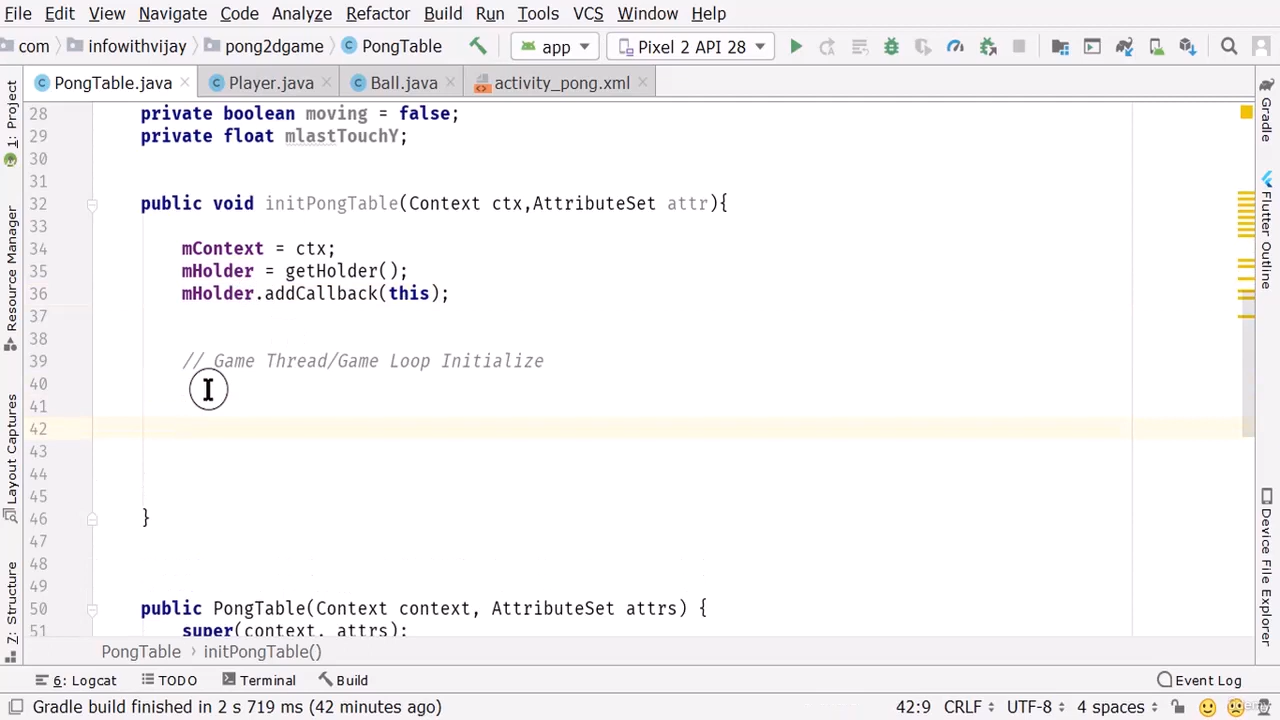 File Edit View Navigate Code Analyze Refactor Build Run Tools VCS Window Help
com infowithvijay pong2dgame PongTable app Pixel 2 API 28
PongTable.java Player.java Ball.java activity_pong.xml
1: Project
Resource Manager
Layout Captures
Z: Structure
28 private boolean moving = false;
29 private float mlastTouchY;
30
31
32 public void initPongTable(Context ctx,AttributeSet attr){
33
34 mContext = ctx;
35 mHolder = getHolder();
36 mHolder.addCallback(this);
37
38
39 // Game Thread/Game Loop Initialize
40
41
42
43
44
45
46 }
47
48
49
50 public PongTable(Context context, AttributeSet attrs) {
51 super(context, attrs);
Gradle
Flutter Outline
Device File Explorer
PongTable › initPongTable()
6: Logcat TODO Terminal Build Event Log
Gradle build finished in 2 s 719 ms (42 minutes ago) 42:9 CRLF UTF-8 4 spaces